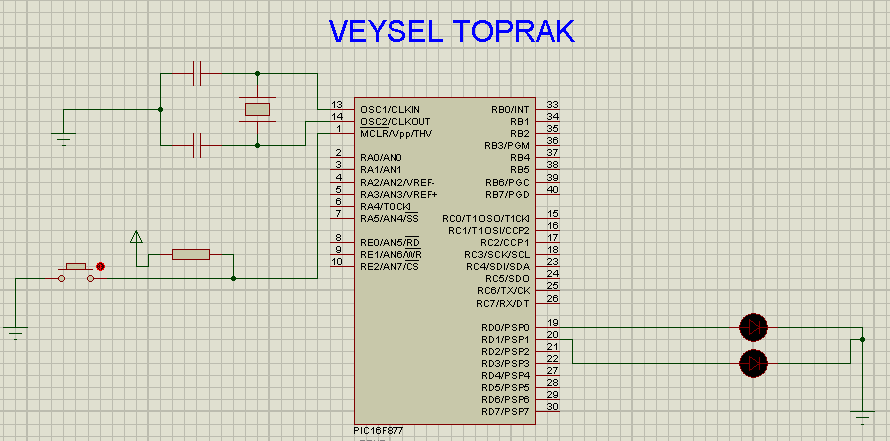 VEYSEL TOPRAK
13 OSC1/CLKIN RB0/INT 33
14 OSC2/CLKOUT RB1 34
1 MCLR/Vpp/THV RB2 35
RB3/PGM 36
2 RA0/AN0 RB4 37
3 RA1/AN1 RB5 38
4 RA2/AN2/VREF- RB6/PGC 39
5 RA3/AN3/VREF+ RB7/PGD 40
6 RA4/T0CKI
7 RA5/AN4/SS RC0/T1OSO/T1CKI 15
RC1/T1OSI/CCP2 16
8 RE0/AN5/RD RC2/CCP1 17
9 RE1/AN6/WR RC3/SCK/SCL 18
10 RE2/AN7/CS RC4/SDI/SDA 23
RC5/SDO 24
RC6/TX/CK 25
RC7/RX/DT 26
RD0/PSP0 19
RD1/PSP1 20
RD2/PSP2 21
RD3/PSP3 22
RD4/PSP4 27
RD5/PSP5 28
RD6/PSP6 29
RD7/PSP7 30
PIC16F877